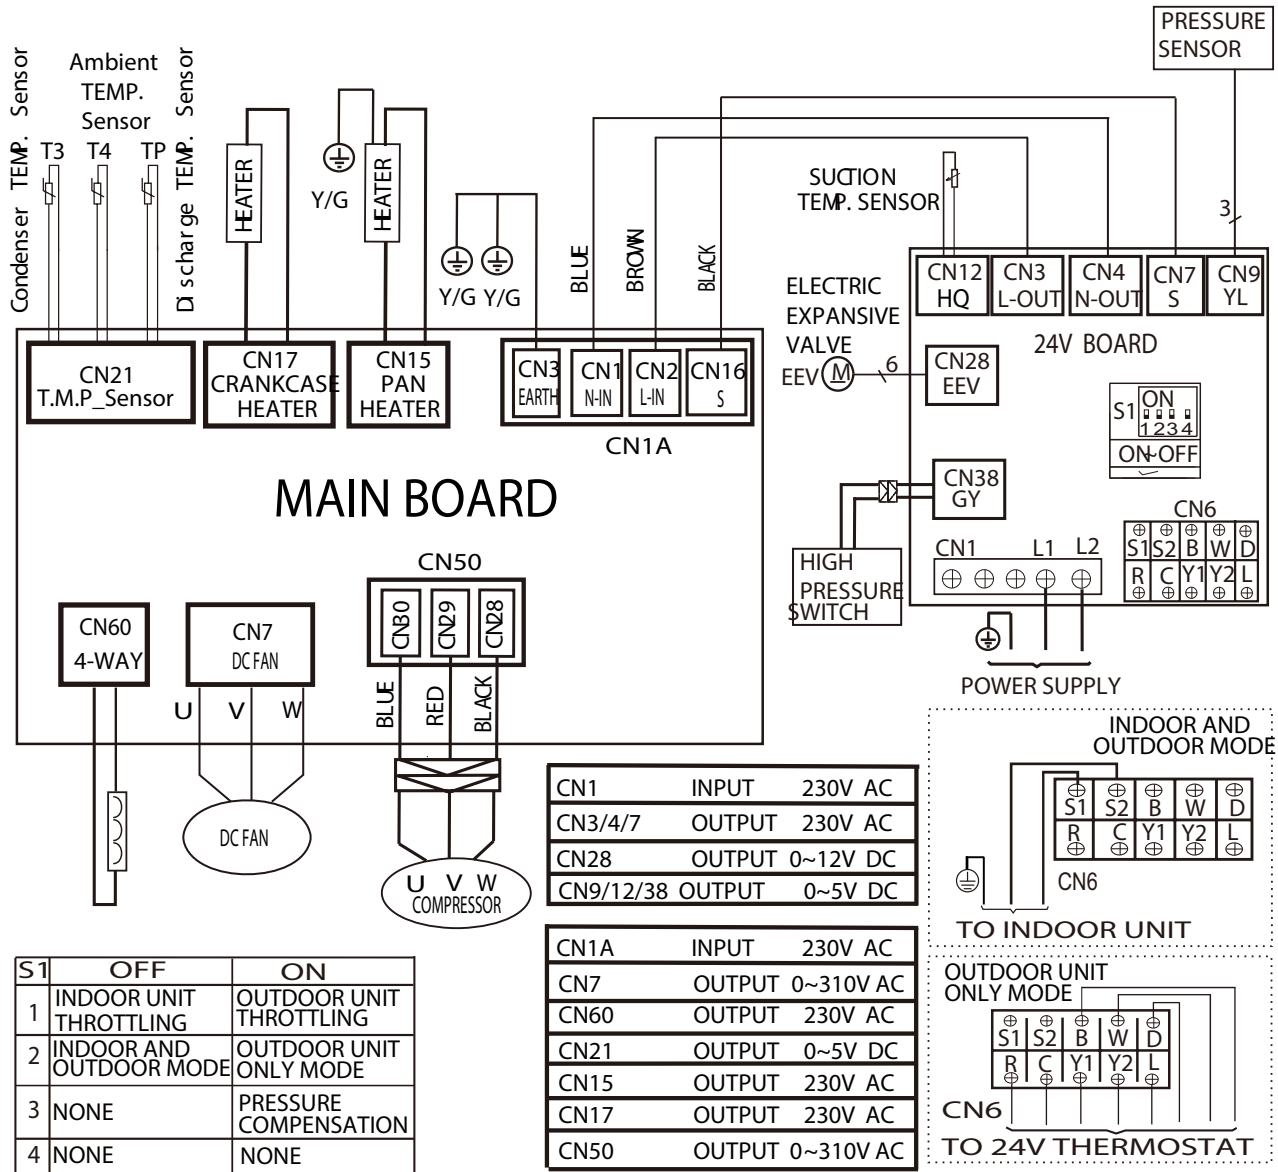 PRESSURE
SENSOR
Condenser TEMP. Sensor
Ambient
TEMP.
Sensor
Discharge TEMP. Sensor
T3
T4
TP
HEATER
Y/G
HEATER
Y/G Y/G
BLUE
BROWN
BLACK
SUCTION
TEMP. SENSOR
3
CN12
HQ
CN3
L-OUT
CN4
N-OUT
CN7
S
CN9
YL
24V BOARD
ELECTRIC
EXPANSIVE
VALVE
EEV
M
6
CN28
EEV
S1
ON
1234
ON~OFF
CN38
GY
HIGH
PRESSURE
SWITCH
CN1
L1
L2
CN6
S1 S2 B W D
R C Y1 Y2 L
POWER SUPPLY
CN21
T.M.P_Sensor
CN17
CRANKCASE
HEATER
CN15
PAN
HEATER
CN3
EARTH
CN1
N-IN
CN2
L-IN
CN16
S
CN1A
MAIN BOARD
CN50
CN30
CN29
CN28
CN60
4-WAY
CN7
DC FAN
U V W
BLUE
RED
BLACK
DC FAN
U V W
COMPRESSOR
CN1 INPUT 230V AC
CN3/4/7 OUTPUT 230V AC
CN28 OUTPUT 0~12V DC
CN9/12/38 OUTPUT 0~5V DC
CN1A INPUT 230V AC
CN7 OUTPUT 0~310V AC
CN60 OUTPUT 230V AC
CN21 OUTPUT 0~5V DC
CN15 OUTPUT 230V AC
CN17 OUTPUT 230V AC
CN50 OUTPUT 0~310V AC
S1 OFF ON
1 INDOOR UNIT THROTTLING OUTDOOR UNIT THROTTLING
2 INDOOR AND OUTDOOR MODE OUTDOOR UNIT ONLY MODE
3 NONE PRESSURE COMPENSATION
4 NONE NONE
INDOOR AND
OUTDOOR MODE
S1 S2 B W D
R C Y1 Y2 L
CN6
TO INDOOR UNIT
OUTDOOR UNIT
ONLY MODE
S1 S2 B W D
R C Y1 Y2 L
CN6
TO 24V THERMOSTAT